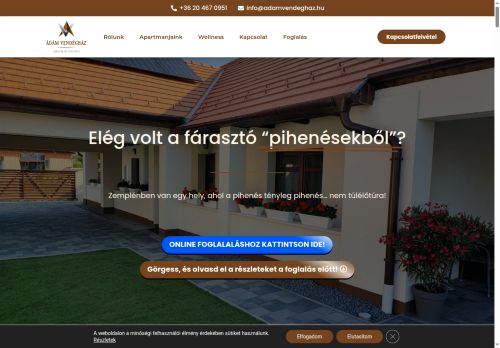 +36 20 467 0951 info@adamvendeghaz.hu
ÁDÁM VENDÉGHÁZ
Rólunk Apartmanjaink Wellness Kapcsolat Foglalás Kapcsolatfelvétel
Elég volt a fárasztó “pihenésekből”?
Zemplénben van egy hely, ahol a pihenés tényleg pihenés… nem túlélőtúra!
ONLINE FOGLALÁSHOZ KATTINTSON IDE!
Görgess, és olvasd el a részleteket a foglalás előtt!
A weboldalon a minőségi felhasználói élmény érdekében sütiket használunk.
Részletek
Elfogadom Elutasítom